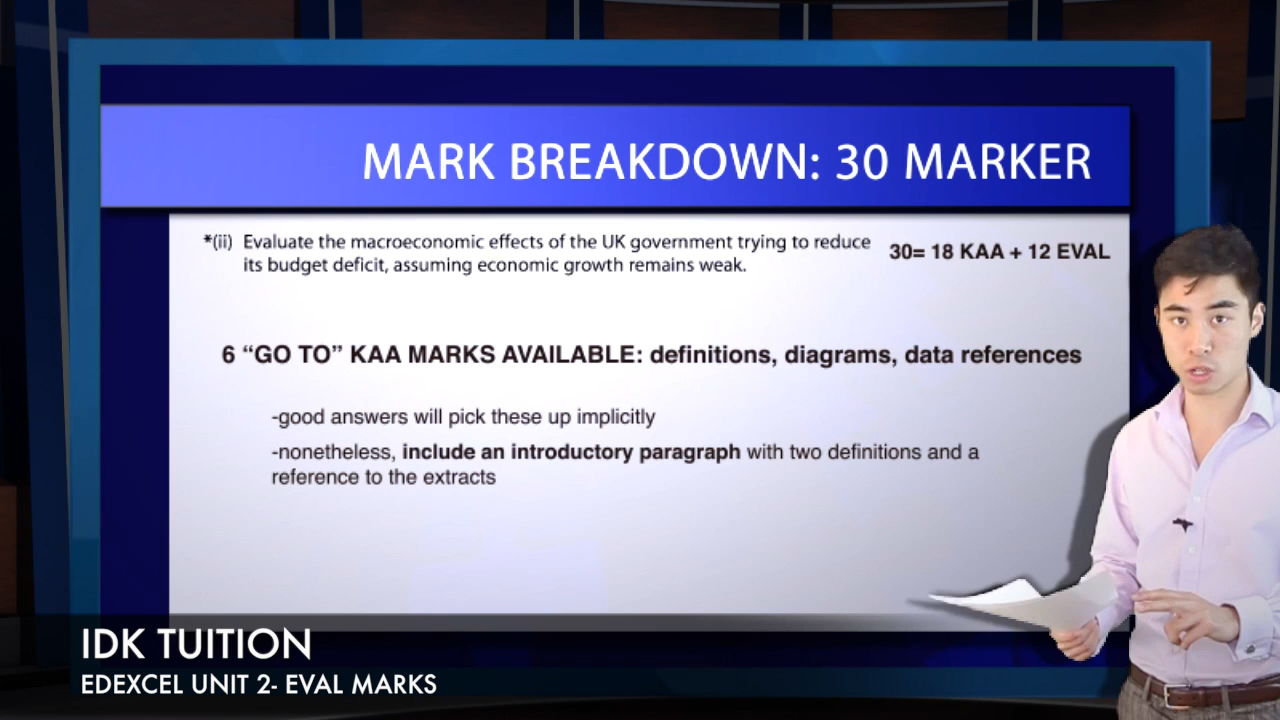 MARK BREAKDOWN: 30 MARKER
*(ii) Evaluate the macroeconomic effects of the UK government trying to reduce
its budget deficit, assuming economic growth remains weak.
30= 18 KAA + 12 EVAL
6 “GO TO” KAA MARKS AVAILABLE: definitions, diagrams, data references
-good answers will pick these up implicitly
-nonetheless, include an introductory paragraph with two definitions and a
reference to the extracts
IDK TUITION
EDEXCEL UNIT 2- EVAL MARKS